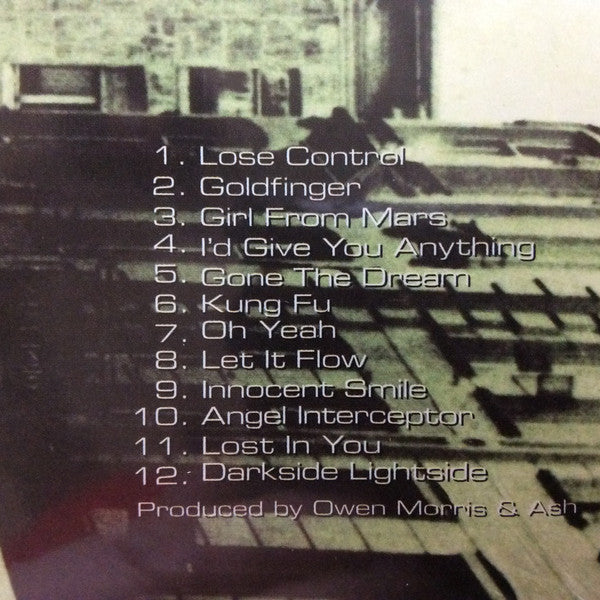 1. Lose Control
2. Goldfinger
3. Girl From Mars
4. I'd Give You Anything
5. Gone The Dream
6. Kung Fu
7. Oh Yeah
8. Let It Flow
9. Innocent Smile
10. Angel Interceptor
11. Lost In You
12. Darkside Lightside
Produced by Owen Morris & Ash